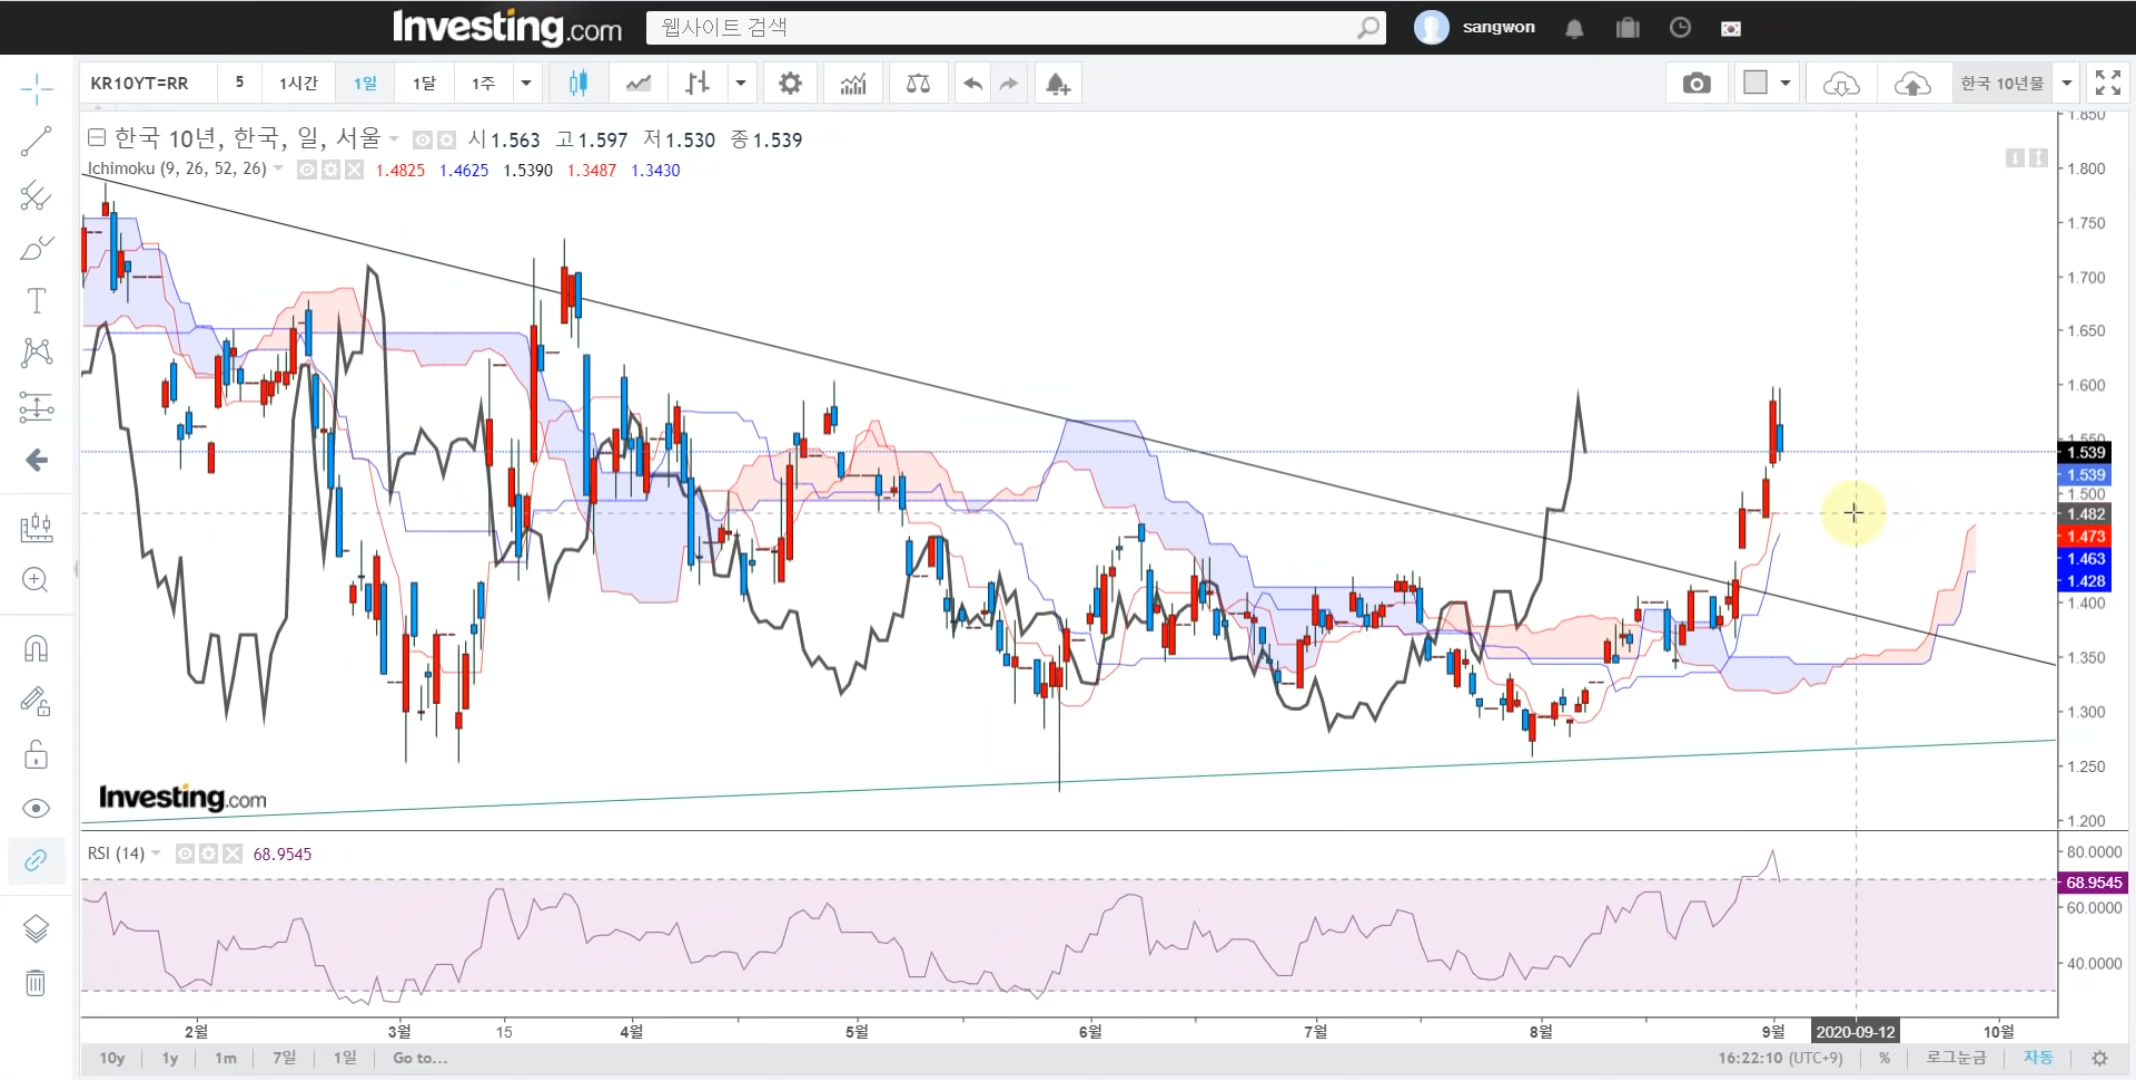 Investing.com 웹사이트 검색 sangwon
KR10YT=RR 5 1시간 1일 1달 1주 한국 10년물
한국 10년, 한국, 일, 서울 시1.563 고1.597 저1.530 종1.539
Ichimoku (9, 26, 52, 26) 1.4825 1.4625 1.5390 1.3487 1.3430
1.850
1.800
1.750
1.700
1.650
1.600
1.550
1.539
1.539
1.500
1.482
1.473
1.463
1.428
1.400
1.350
1.300
1.250
1.200
Investing.com
RSI (14) 68.9545
80.0000
68.9545
60.0000
40.0000
2월 3월 15 4월 5월 6월 7월 8월 9월 2020-09-12 10월
10y 1y 1m 7일 1일 Go to... 16:22:10 (UTC+9) % 로그눈금 자동